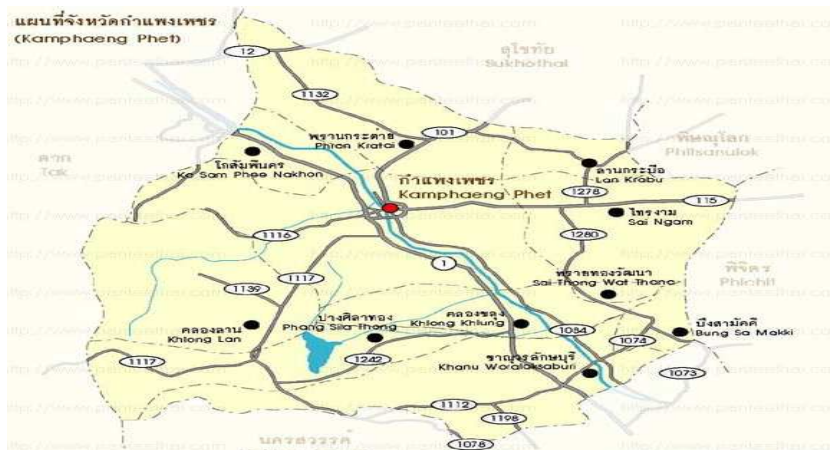 แผนที่จังหวัดกำแพงเพชร
(Kamphaeng Phet)
12
สุโขทัย
Sukhothai
1132
101
พรานกระต่าย
Phran Kratai
พิษณุโลก
Phitsanulok
ตาก
Tak
โกสัมพีนคร
Ko Sam Phee Nakhon
ลานกระบือ
Lan Krabu
กำแพงเพชร
Kamphaeng Phet
1278
115
ไทรงาม
Sai Ngam
1116
1280
1
1117
ทรายทองวัฒนา
Sai Thong Wat Thana
พิจิตร
Phichit
1139
ปางศิลาทอง
Phang Sila Thong
คลองขลุง
Khlong Khlung
คลองลาน
Khlong Lan
1084
1074
บึงสามัคคี
Bung Sa Makki
1117
1242
ขาณุวรลักษบุรี
Khanu Woralaksaburi
1073
1112
1198
1078
นครสวรรค์